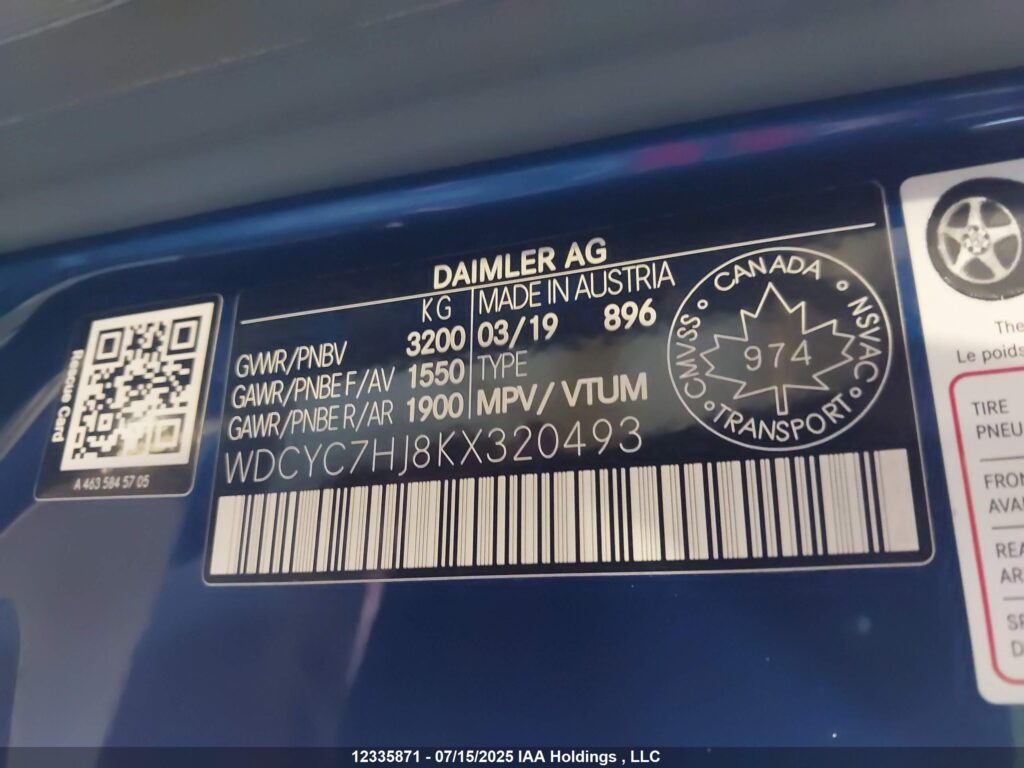 DAIMLER AG
KG
MADE IN AUSTRIA
GVWR/PNBV 3200
03/19 896
GAWR/PNBE F/AV 1550
TYPE
GAWR/PNBE R/AR 1900
MPV/VTUM
WDCYC7HJ8KX320493
CANADA
CMVSS
NSVAC
974
TRANSPORT
Rescue Card
A 463 584 57 05
The
Le poids
TIRE
PNEU
FRON
AVA
REA
AR
SP
D
12335871 - 07/15/2025 IAA Holdings , LLC